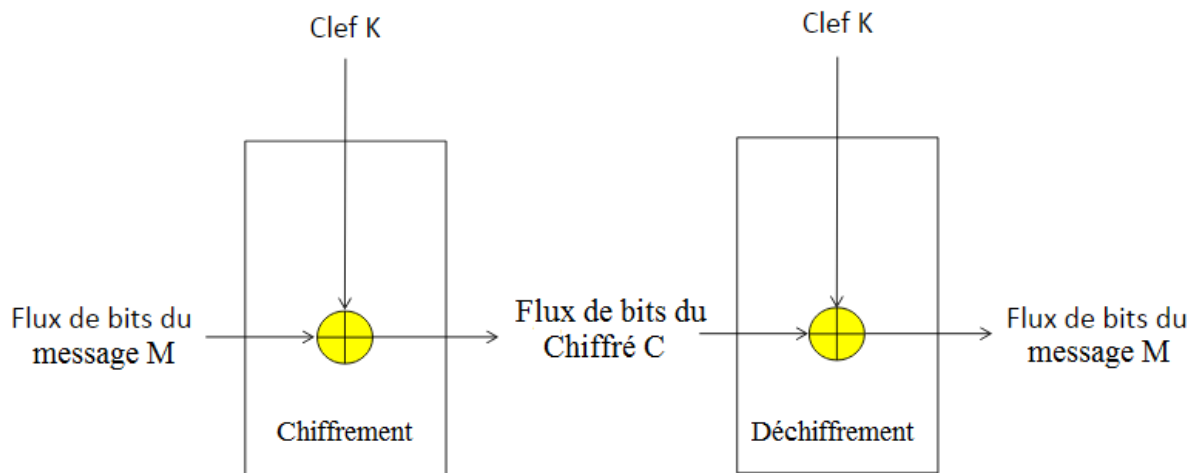 Clef K
Clef K
Flux de bits du
message M
Flux de bits du
Chiffré C
Flux de bits du
message M
Chiffrement
Déchiffrement